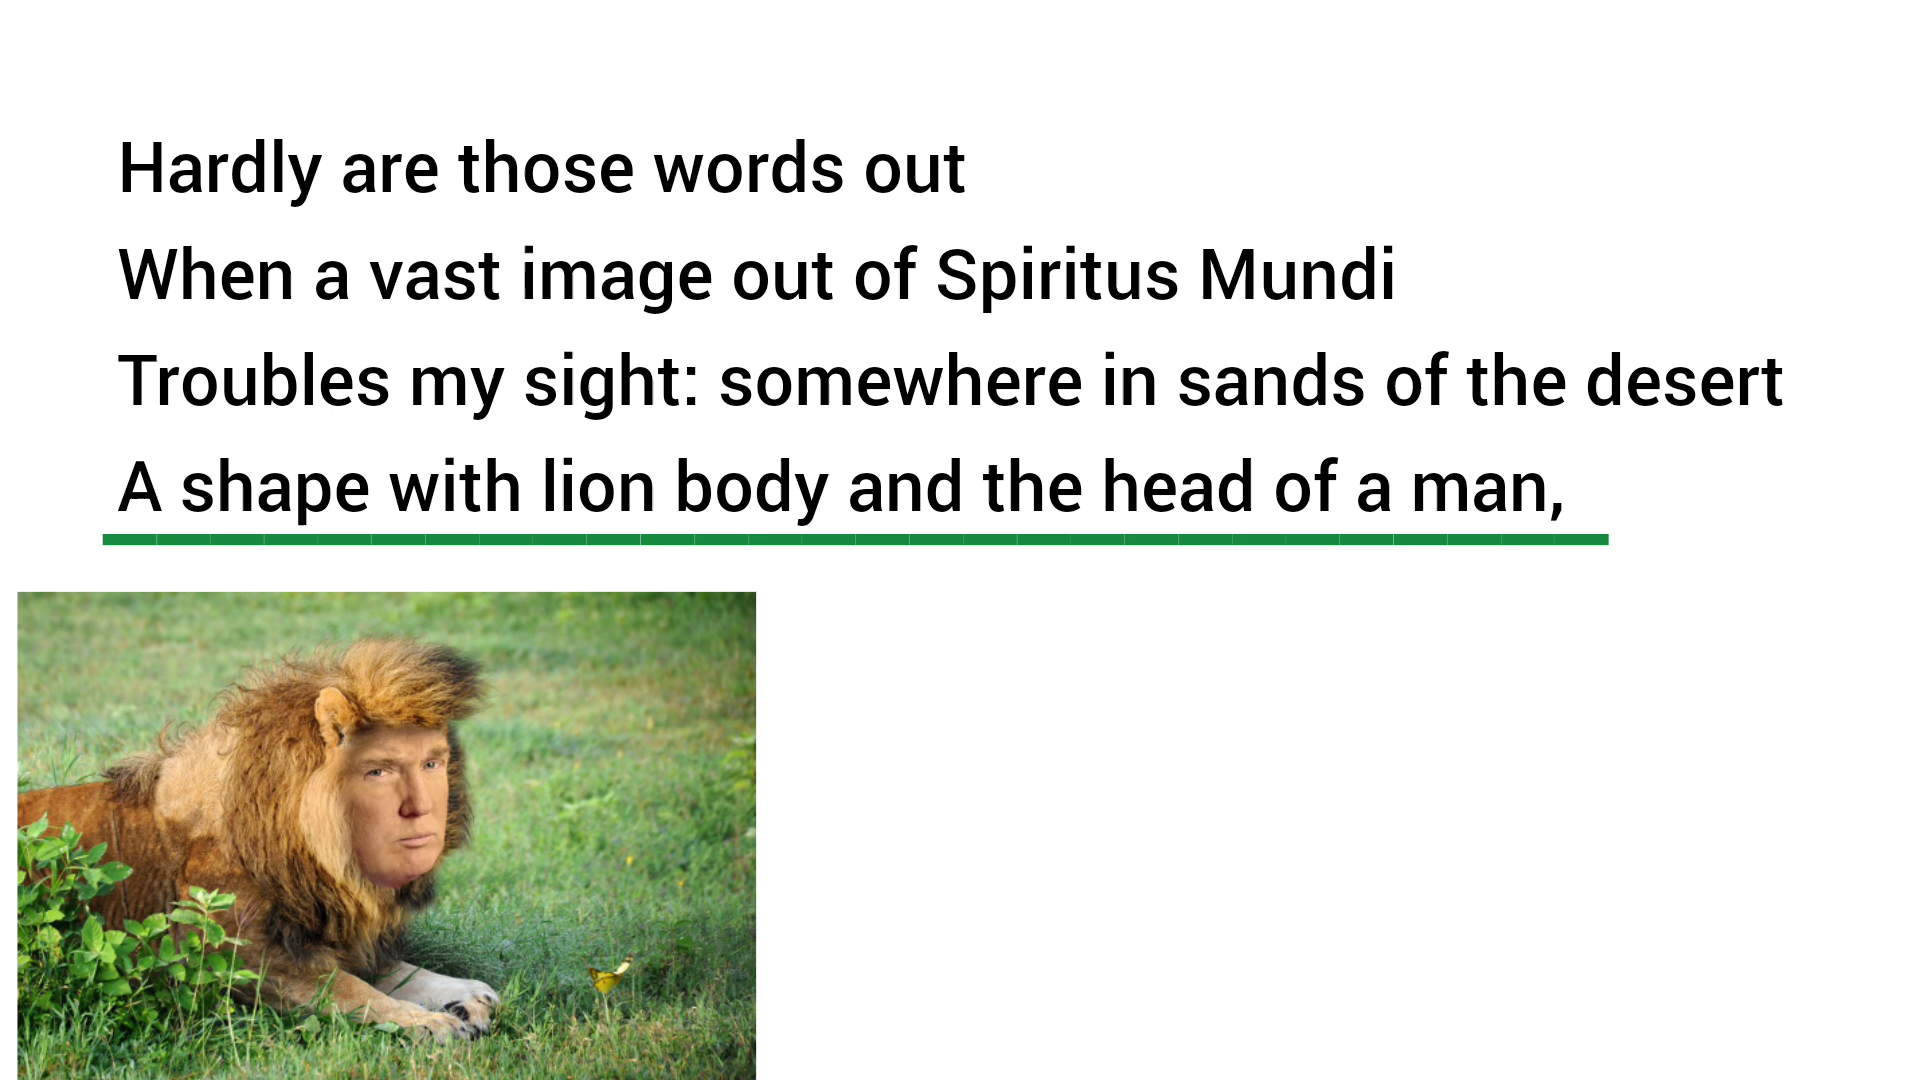 Hardly are those words out
When a vast image out of Spiritus Mundi
Troubles my sight: somewhere in sands of the desert
A shape with lion body and the head of a man,